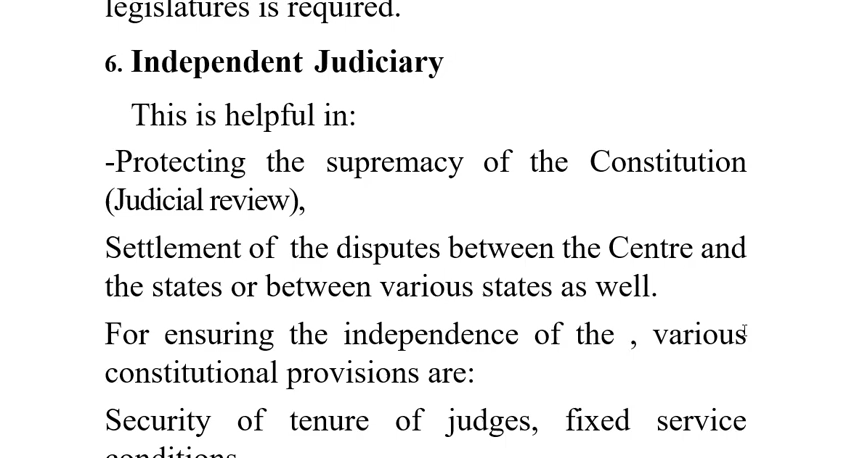 legislatures is required.
6. Independent Judiciary
This is helpful in:
-Protecting the supremacy of the Constitution
(Judicial review),
Settlement of the disputes between the Centre and
the states or between various states as well.
For ensuring the independence of the , various
constitutional provisions are:
Security of tenure of judges, fixed service
conditions